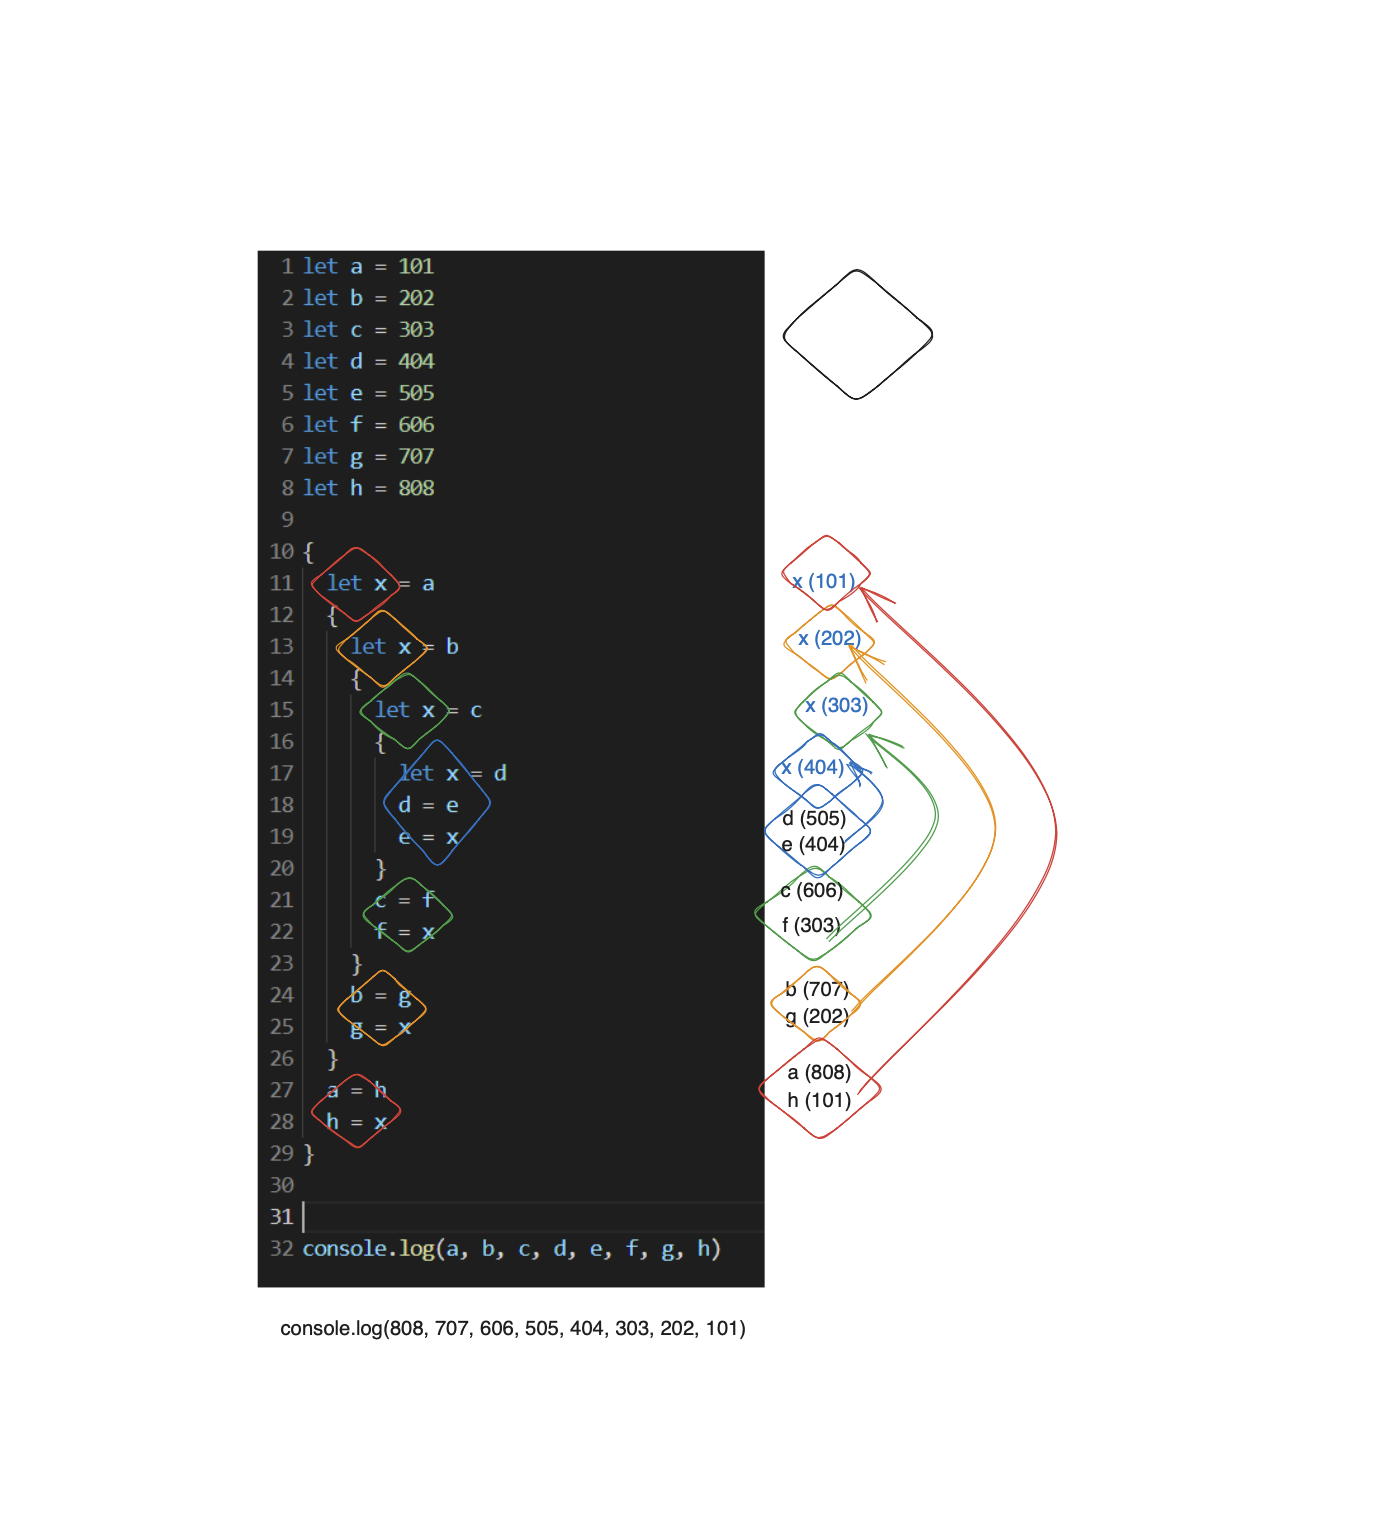 1 let a = 101
2 let b = 202
3 let c = 303
4 let d = 404
5 let e = 505
6 let f = 606
7 let g = 707
8 let h = 808
9
10 {
11 let x = a
12 {
13 let x = b
14 {
15 let x = c
16 {
17 let x = d
18 d = e
19 e = x
20 }
21 c = f
22 f = x
23 }
24 b = g
25 g = x
26 }
27 a = h
28 h = x
29 }
30
31
32 console.log(a, b, c, d, e, f, g, h)
x (101)
x (202)
x (303)
x (404)
d (505)
e (404)
c (606)
f (303)
b (707)
g (202)
a (808)
h (101)
console.log(808, 707, 606, 505, 404, 303, 202, 101)